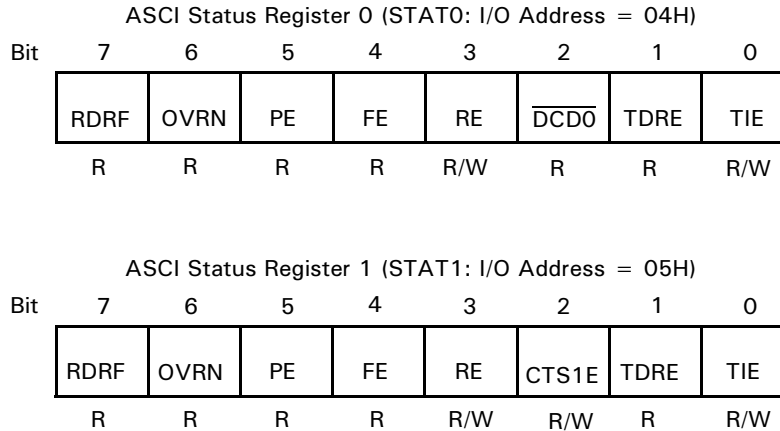 ASCI Status Register 0 (STAT0: I/O Address = 04H)
Bit 7 6 5 4 3 2 1 0
RDRF OVRN PE FE RE D̅C̅D̅0̅ TDRE TIE
R R R R R/W R R R/W
ASCI Status Register 1 (STAT1: I/O Address = 05H)
Bit 7 6 5 4 3 2 1 0
RDRF OVRN PE FE RE CTS1E TDRE TIE
R R R R R/W R/W R R/W